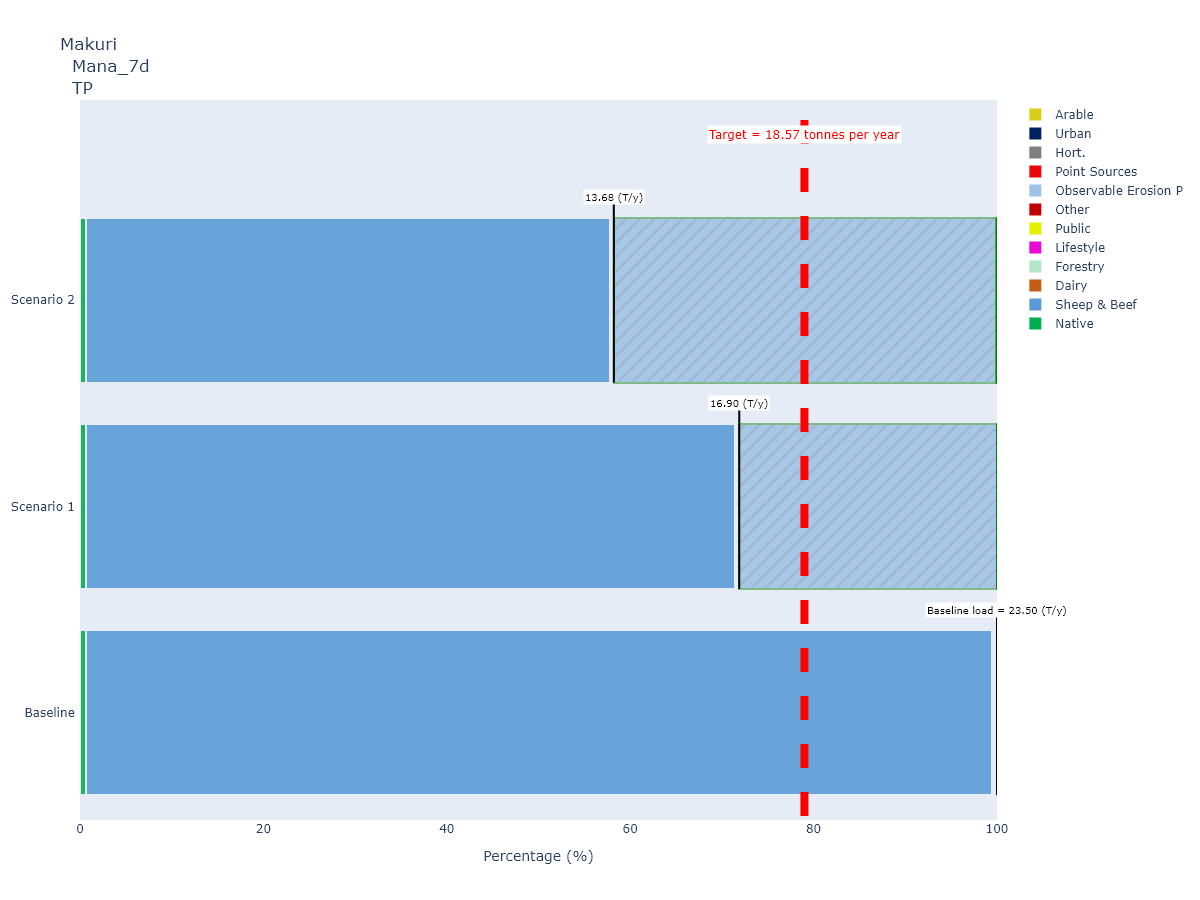 Makuri
Mana_7d
TP
Target = 18.57 tonnes per year
13.68 (T/y)
Scenario 2
16.90 (T/y)
Scenario 1
Baseline load = 23.50 (T/y)
Baseline
0 20 40 60 80 100
Percentage (%)
Arable
Urban
Hort.
Point Sources
Observable Erosion P
Other
Public
Lifestyle
Forestry
Dairy
Sheep & Beef
Native